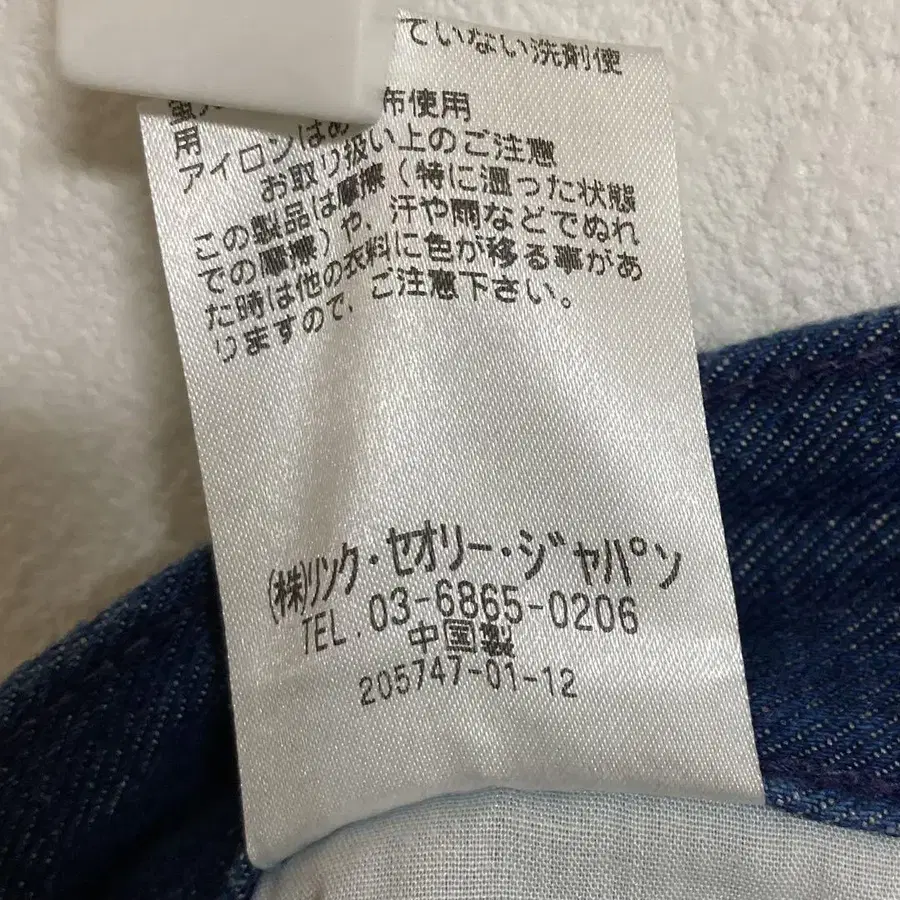 ていない洗剤使
用
布使用
アイロンはあ
お取り扱い上のご注意
この製品は摩擦(特に湿った状態
での摩擦)や、汗や雨などでぬれ
た時は他の衣料に色が移る事があ
りますので、ご注意下さい。
(株)リンク・セオリー・ジャパン
TEL.03-6865-0206
中国製
205747-01-12